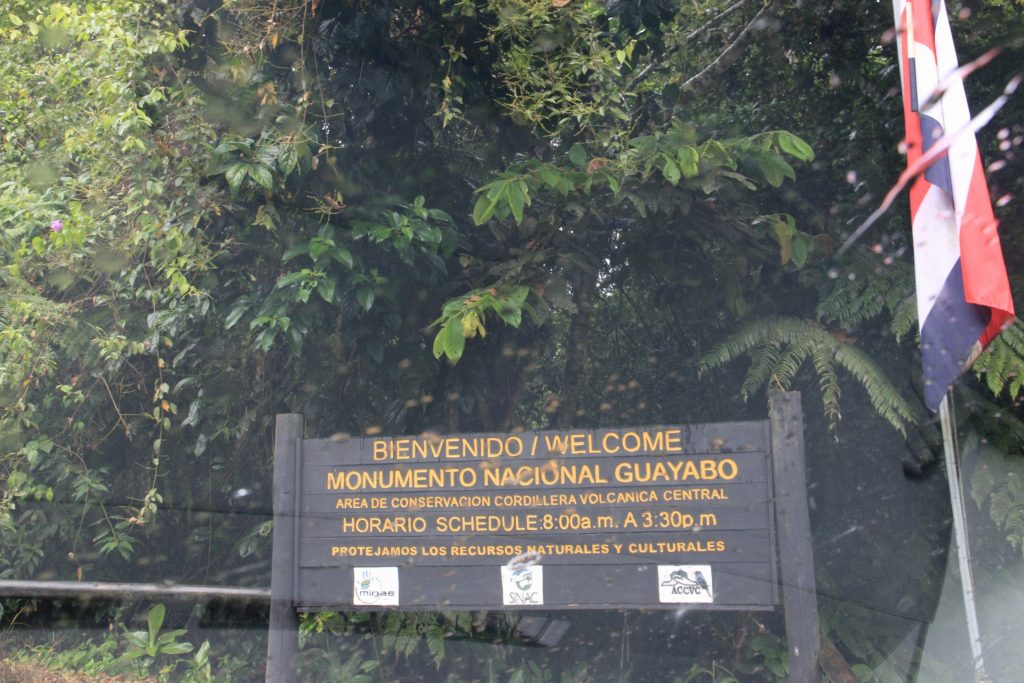 BIENVENIDO / WELCOME
MONUMENTO NACIONAL GUAYABO
AREA DE CONSERVACION CORDILLERA VOLCANICA CENTRAL
HORARIO SCHEDULE:8:00a.m. A 3:30p.m
PROTEJAMOS LOS RECURSOS NATURALES Y CULTURALES
minae SINAC ACCVC